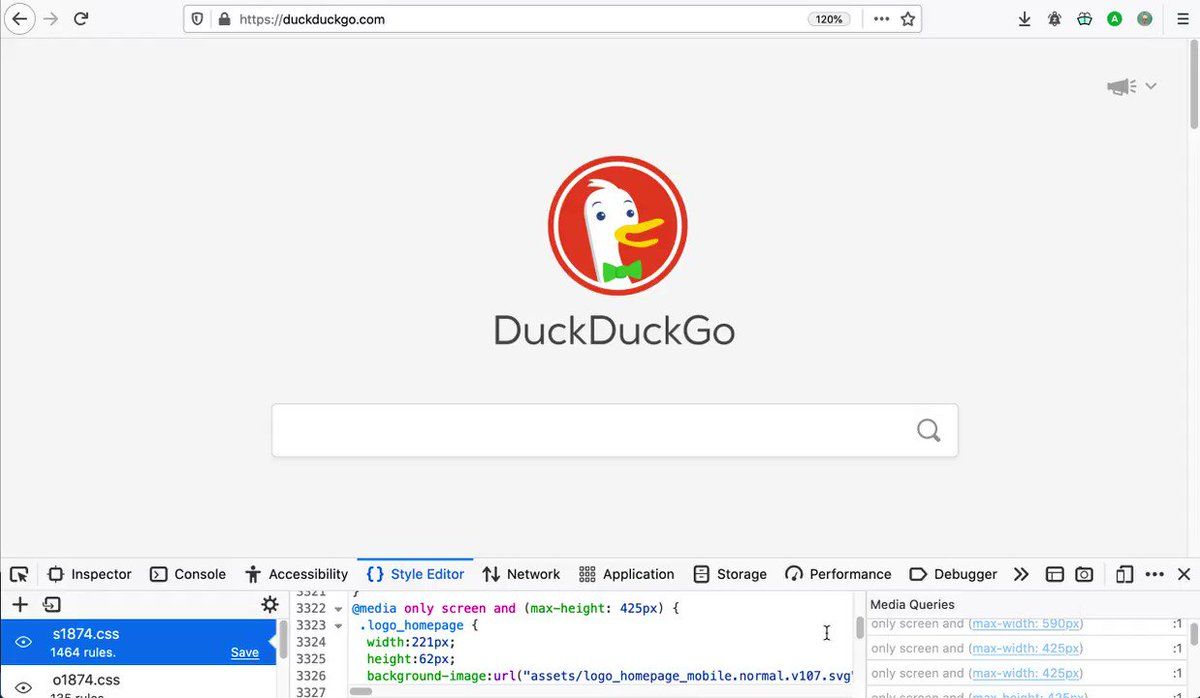 https://duckduckgo.com
120%
A
DuckDuckGo
Inspector Console Accessibility {} Style Editor Network Application Storage Performance Debugger
s1874.css
1464 rules.
Save
o1874.css
3321 }
3322 @media only screen and (max-height: 425px) {
3323 .logo_homepage {
3324 width:221px;
3325 height:62px;
3326 background-image:url("assets/logo_homepage_mobile.normal.v107.svg"
3327
Media Queries
only screen and (max-width: 590px) :1
only screen and (max-width: 425px) :1
only screen and (max-width: 425px) :1
only screen and (max-height: 425px) :1